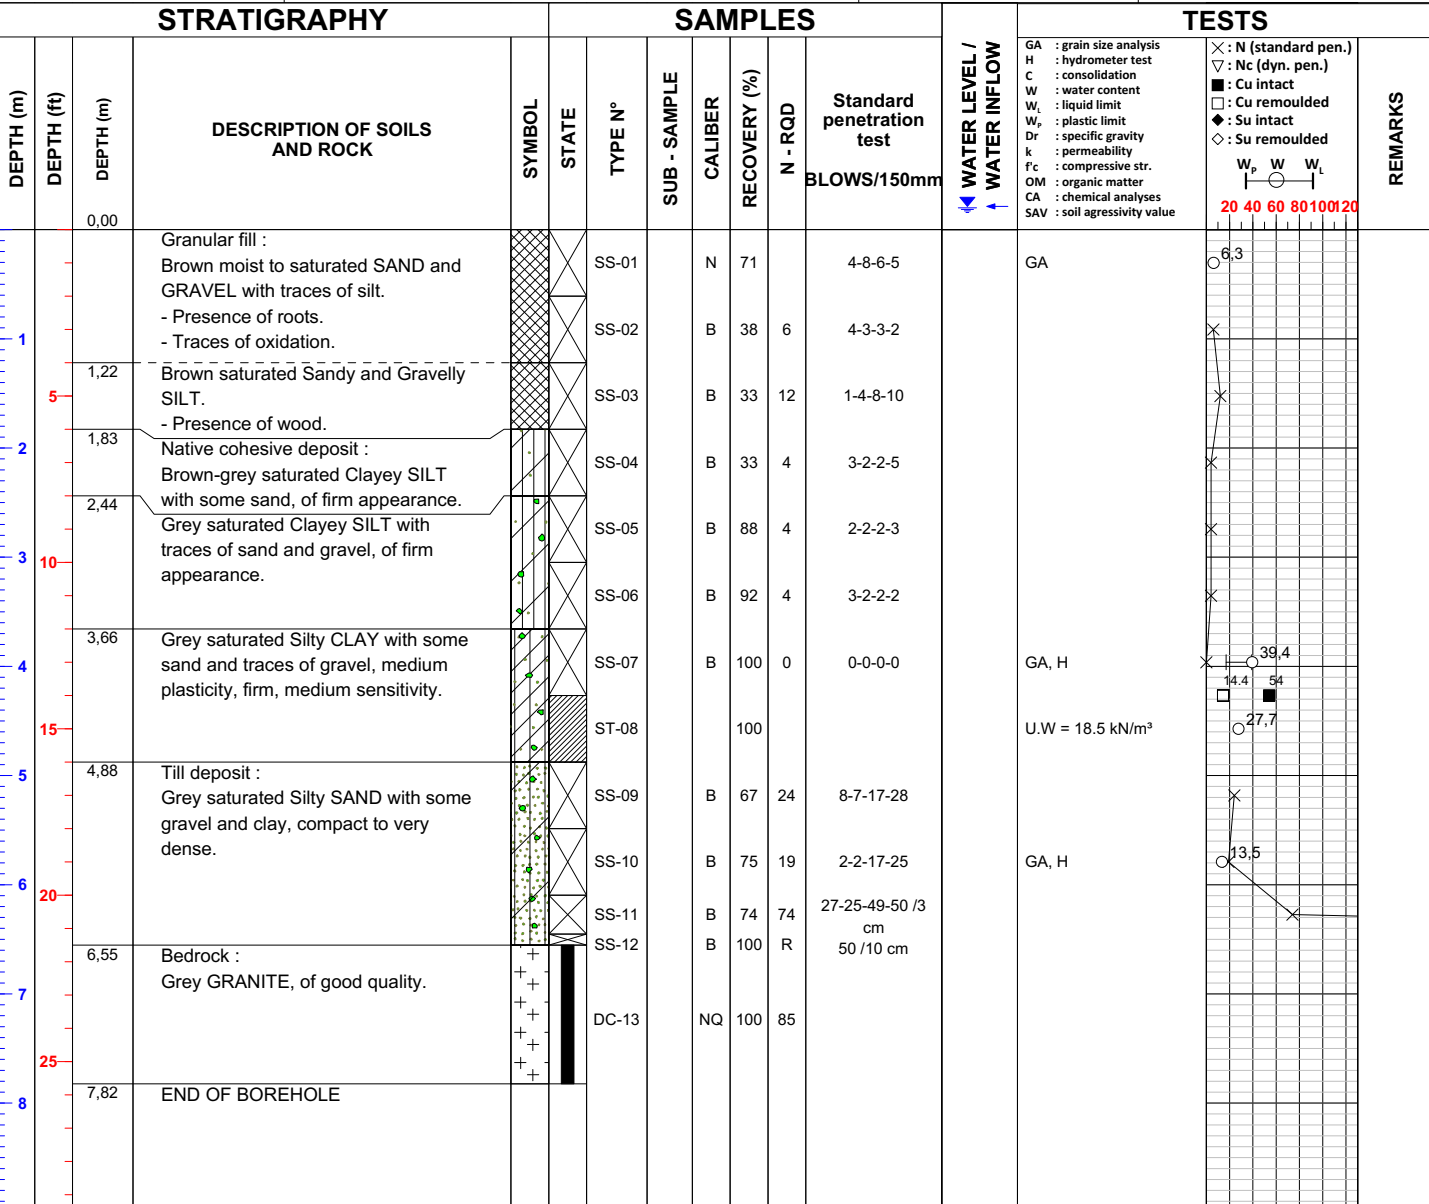 STRATIGRAPHY
SAMPLES
TESTS
DEPTH (m)
DEPTH (ft)
DEPTH (m)
0,00
DESCRIPTION OF SOILS
AND ROCK
SYMBOL
STATE
TYPE N°
SUB - SAMPLE
CALIBER
RECOVERY (%)
N - RQD
Standard
penetration
test
BLOWS/150mm
WATER LEVEL /
WATER INFLOW
GA : grain size analysis
H : hydrometer test
C : consolidation
W : water content
WL : liquid limit
WP : plastic limit
Dr : specific gravity
k : permeability
f'c : compressive str.
OM : organic matter
CA : chemical analyses
SAV : soil agressivity value
: N (standard pen.)
: Nc (dyn. pen.)
: Cu intact
: Cu remoulded
: Su intact
: Su remoulded
WP W WL
20 40 60 80 100 120
REMARKS
Granular fill :
Brown moist to saturated SAND and
GRAVEL with traces of silt.
- Presence of roots.
- Traces of oxidation.
SS-01 N 71 4-8-6-5 GA 6,3
SS-02 B 38 6 4-3-3-2
1
1,22
Brown saturated Sandy and Gravelly
SILT.
- Presence of wood.
5
SS-03 B 33 12 1-4-8-10
1,83
2
Native cohesive deposit :
Brown-grey saturated Clayey SILT
with some sand, of firm appearance.
SS-04 B 33 4 3-2-2-5
2,44
Grey saturated Clayey SILT with
traces of sand and gravel, of firm
appearance.
SS-05 B 88 4 2-2-2-3
3
10
SS-06 B 92 4 3-2-2-2
3,66
Grey saturated Silty CLAY with some
sand and traces of gravel, medium
plasticity, firm, medium sensitivity.
4
SS-07 B 100 0 0-0-0-0 GA, H 39,4
14.4 54
15
ST-08 100 U.W = 18.5 kN/m³ 27,7
4,88
5
Till deposit :
Grey saturated Silty SAND with some
gravel and clay, compact to very
dense.
SS-09 B 67 24 8-7-17-28
SS-10 B 75 19 2-2-17-25 GA, H 13,5
6
20
SS-11 B 74 74 27-25-49-50 /3
cm
SS-12 B 100 R 50 /10 cm
6,55
Bedrock :
Grey GRANITE, of good quality.
7
DC-13 NQ 100 85
25
7,82
END OF BOREHOLE
8